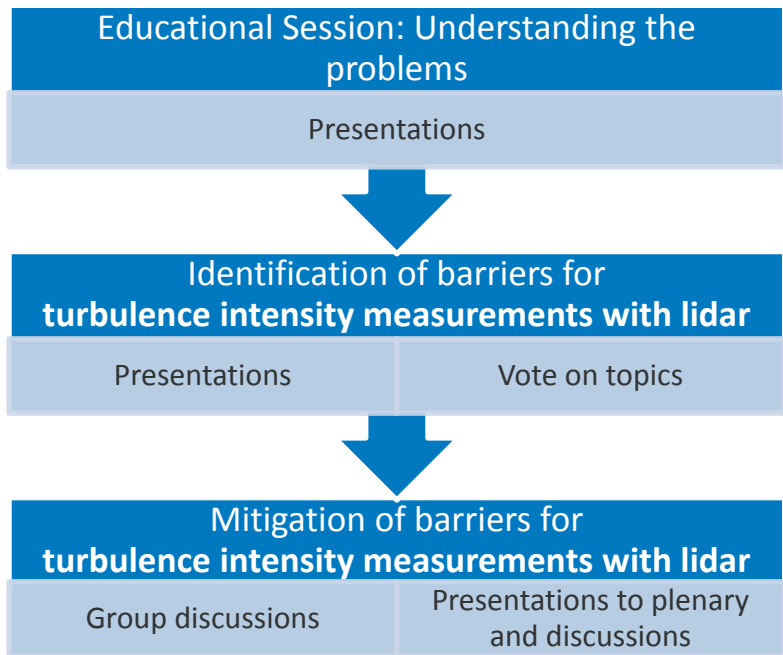 Educational Session: Understanding the
problems
Presentations
Identification of barriers for
turbulence intensity measurements with lidar
Presentations
Vote on topics
Mitigation of barriers for
turbulence intensity measurements with lidar
Group discussions
Presentations to plenary
and discussions